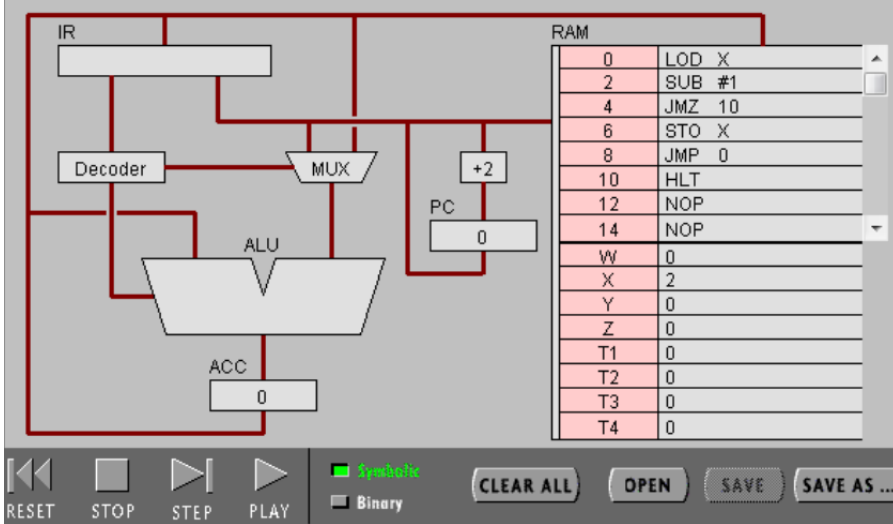 IR
RAM
0 LOD X
2 SUB #1
4 JMZ 10
6 STO X
8 JMP 0
10 HLT
12 NOP
14 NOP
W 0
X 2
Y 0
Z 0
T1 0
T2 0
T3 0
T4 0
Decoder
MUX
+2
PC
0
ALU
ACC
0
RESET
STOP
STEP
PLAY
Symbolic
Binary
CLEAR ALL
OPEN
SAVE
SAVE AS ...